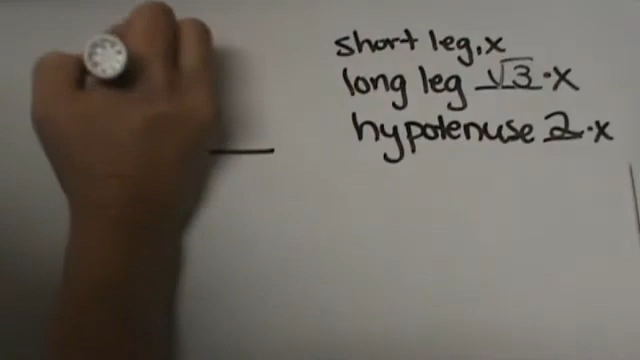 short leg, x
long leg √3·x
hypotenuse 2·x